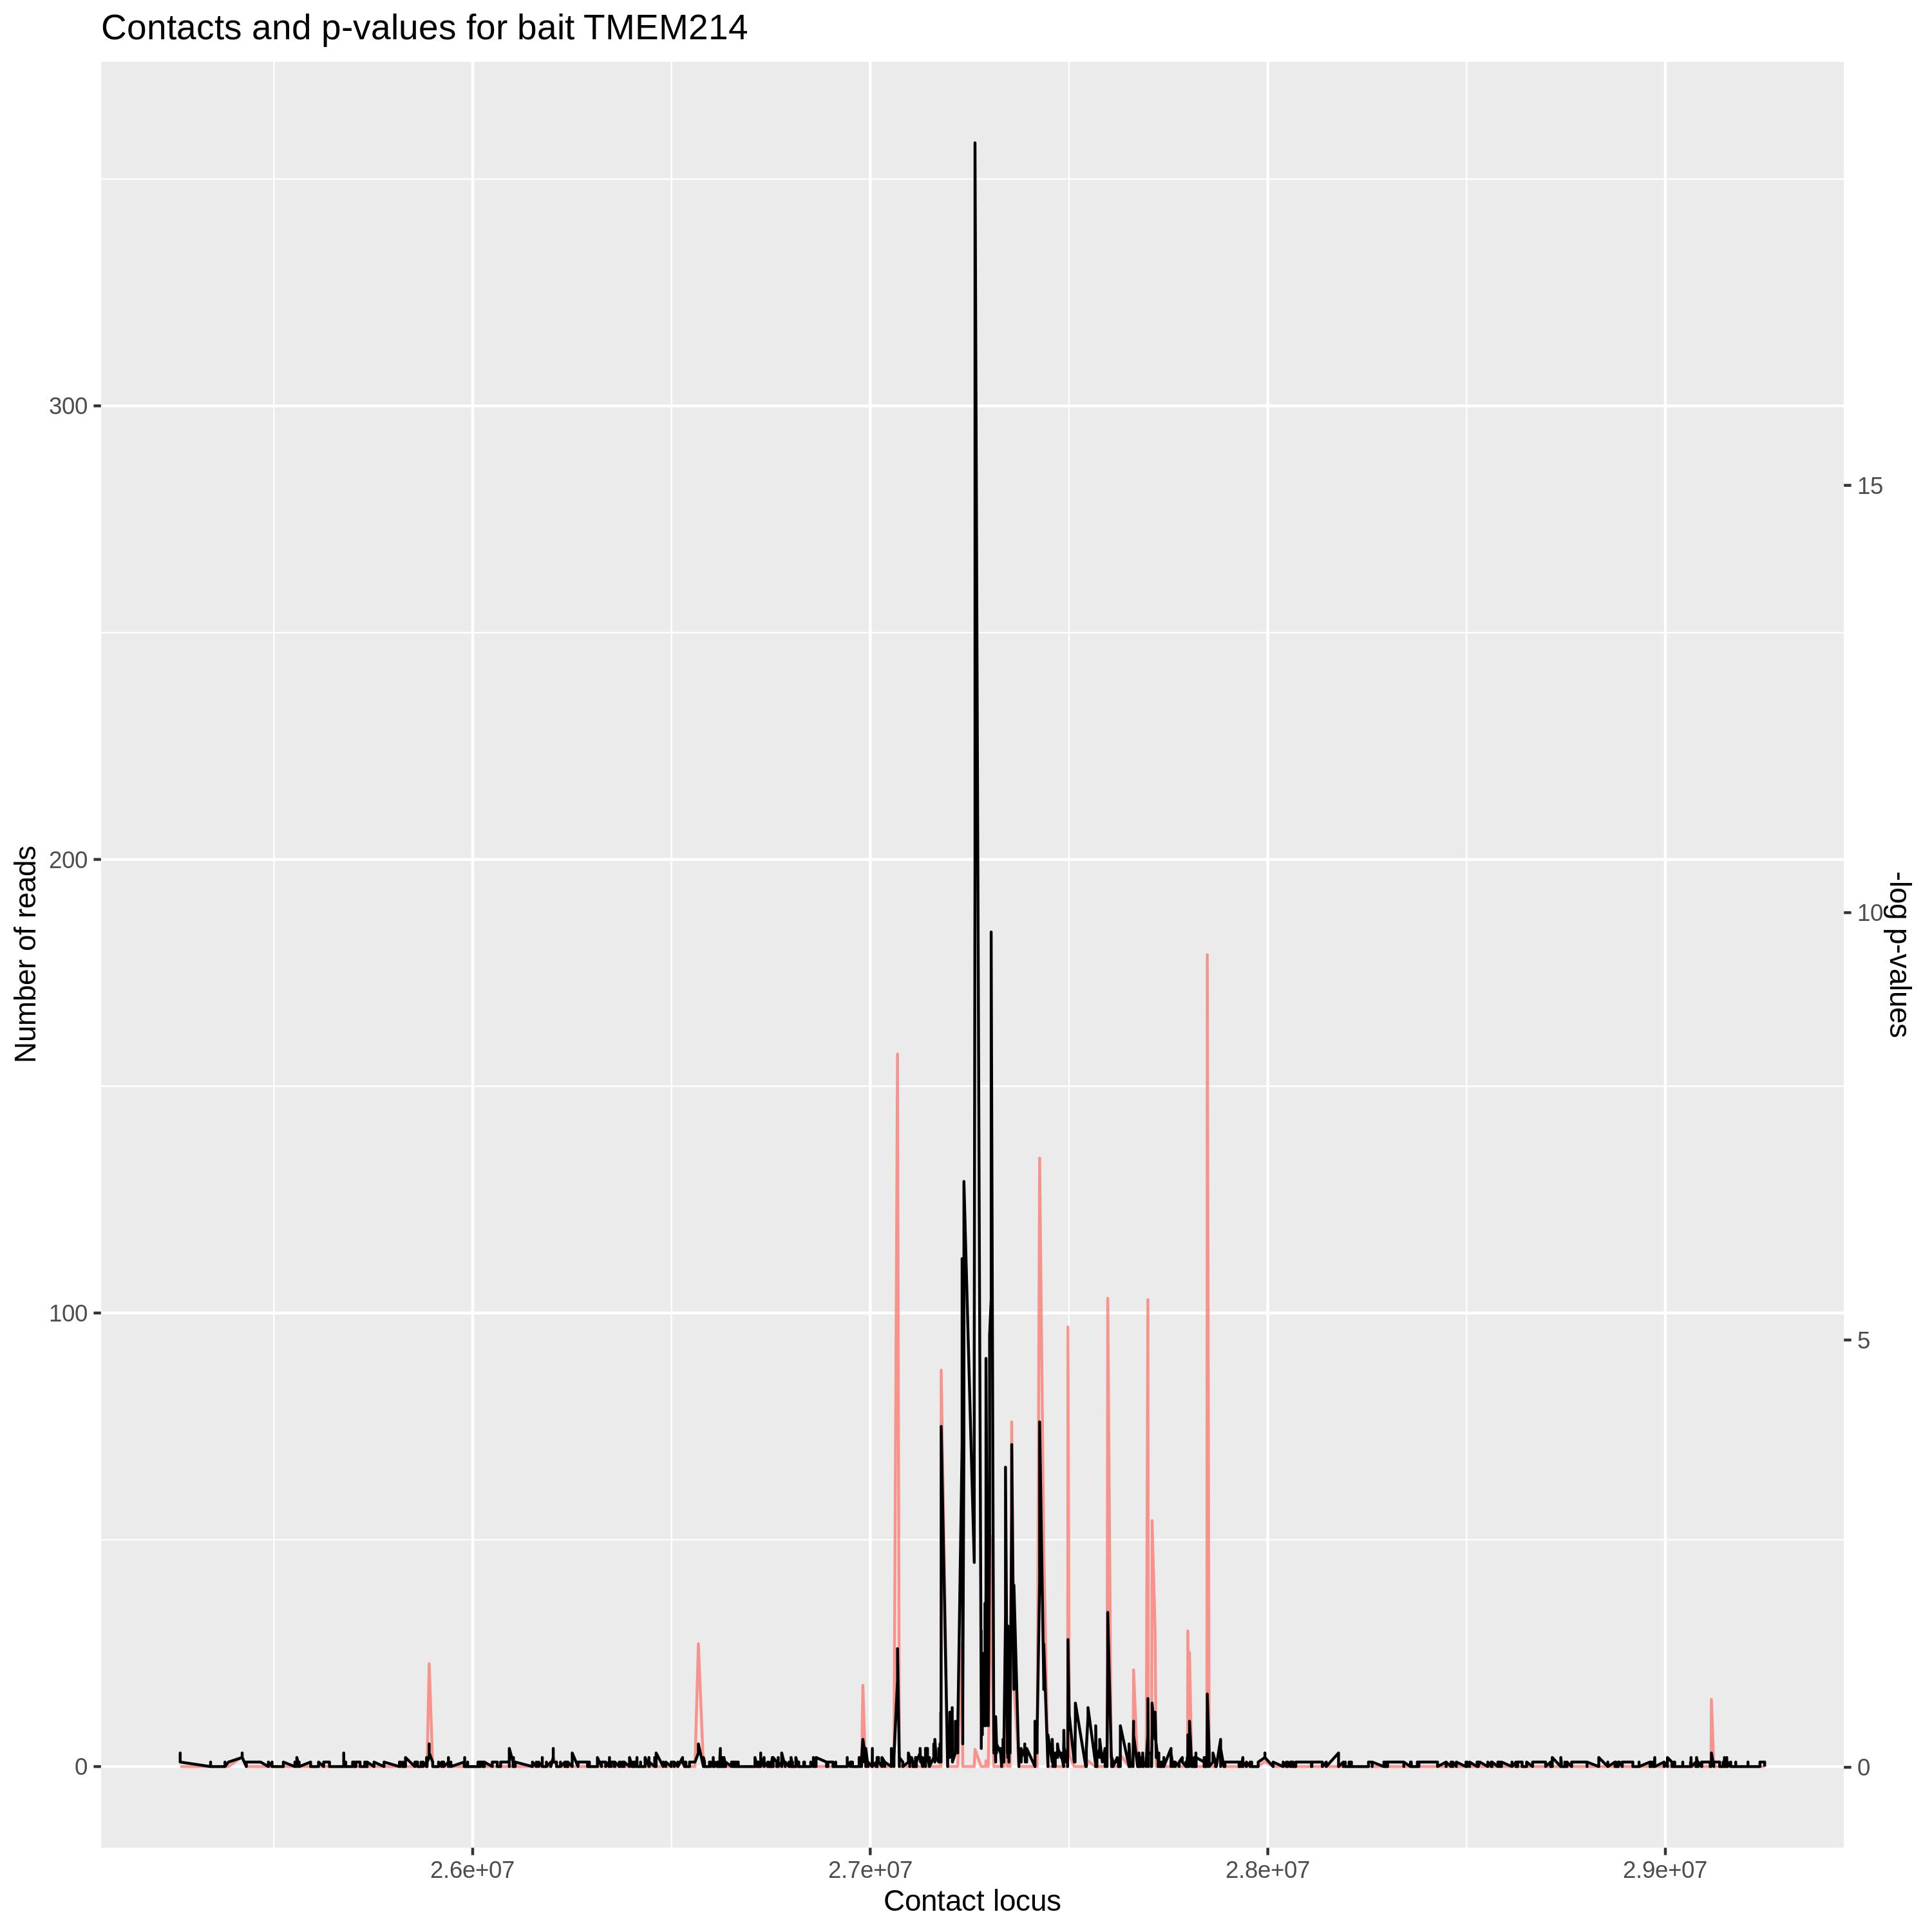 Contacts and p-values for bait TMEM214
300
200
100
0
Number of reads
15
10
5
0
-log p-values
2.6e+07
2.7e+07
2.8e+07
2.9e+07
Contact locus